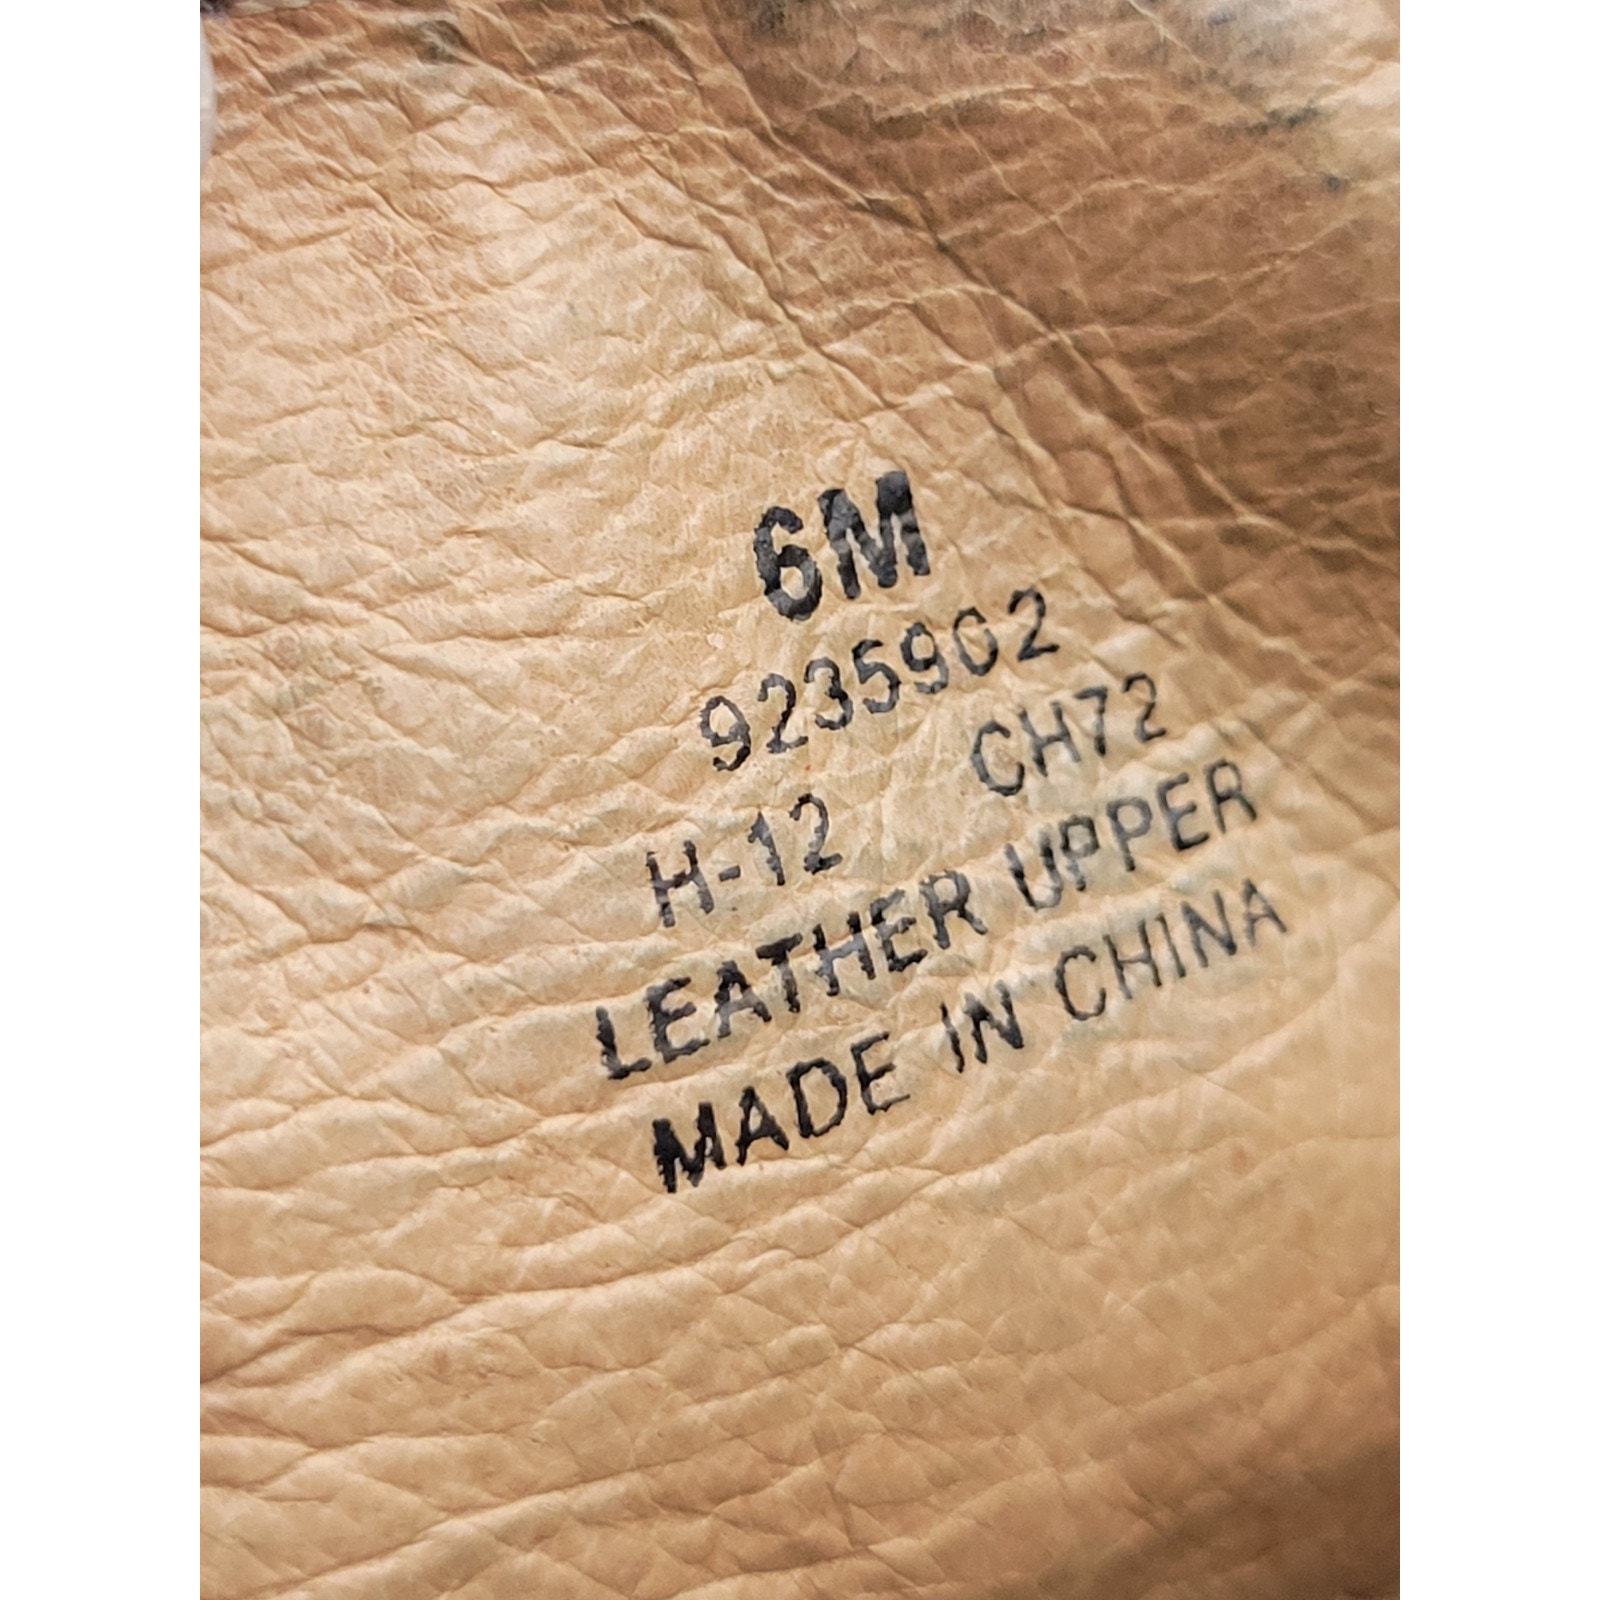 6M
9235902
H-12 CH72
LEATHER UPPER
MADE IN CHINA